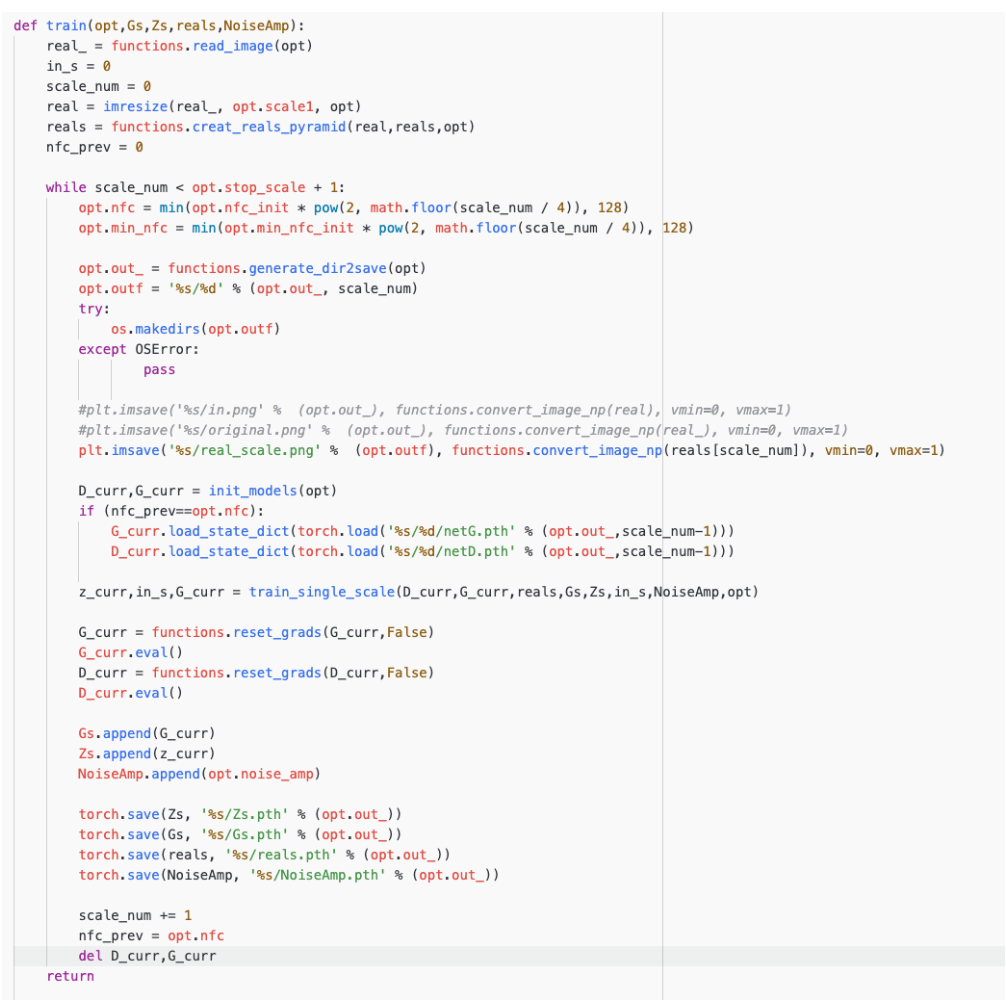 def train(opt,Gs,Zs,reals,NoiseAmp):
    real_ = functions.read_image(opt)
    in_s = 0
    scale_num = 0
    real = imresize(real_, opt.scale1, opt)
    reals = functions.creat_reals_pyramid(real,reals,opt)
    nfc_prev = 0

    while scale_num < opt.stop_scale + 1:
        opt.nfc = min(opt.nfc_init * pow(2, math.floor(scale_num / 4)), 128)
        opt.min_nfc = min(opt.min_nfc_init * pow(2, math.floor(scale_num / 4)), 128)

        opt.out_ = functions.generate_dir2save(opt)
        opt.outf = '%s/%d' % (opt.out_, scale_num)
        try:
            os.makedirs(opt.outf)
        except OSError:
                pass

        #plt.imsave('%s/in.png' %  (opt.out_), functions.convert_image_np(real), vmin=0, vmax=1)
        #plt.imsave('%s/original.png' %  (opt.out_), functions.convert_image_np(real_), vmin=0, vmax=1)
        plt.imsave('%s/real_scale.png' %  (opt.outf), functions.convert_image_np(reals[scale_num]), vmin=0, vmax=1)

        D_curr,G_curr = init_models(opt)
        if (nfc_prev==opt.nfc):
            G_curr.load_state_dict(torch.load('%s/%d/netG.pth' % (opt.out_,scale_num-1)))
            D_curr.load_state_dict(torch.load('%s/%d/netD.pth' % (opt.out_,scale_num-1)))

        z_curr,in_s,G_curr = train_single_scale(D_curr,G_curr,reals,Gs,Zs,in_s,NoiseAmp,opt)

        G_curr = functions.reset_grads(G_curr,False)
        G_curr.eval()
        D_curr = functions.reset_grads(D_curr,False)
        D_curr.eval()

        Gs.append(G_curr)
        Zs.append(z_curr)
        NoiseAmp.append(opt.noise_amp)

        torch.save(Zs, '%s/Zs.pth' % (opt.out_))
        torch.save(Gs, '%s/Gs.pth' % (opt.out_))
        torch.save(reals, '%s/reals.pth' % (opt.out_))
        torch.save(NoiseAmp, '%s/NoiseAmp.pth' % (opt.out_))

        scale_num += 1
        nfc_prev = opt.nfc
        del D_curr,G_curr
    return